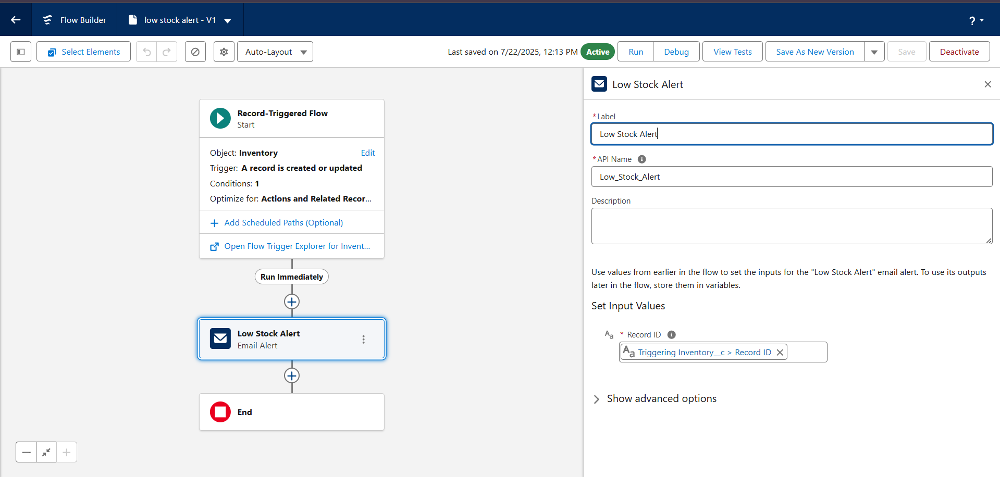 Flow Builder
low stock alert - V1
?
Select Elements
Auto-Layout
Last saved on 7/22/2025, 12:13 PM
Active
Run
Debug
View Tests
Save As New Version
Save
Deactivate
Record-Triggered Flow
Start
Object: Inventory
Edit
Trigger: A record is created or updated
Conditions: 1
Optimize for: Actions and Related Recor...
Add Scheduled Paths (Optional)
Open Flow Trigger Explorer for Invent...
Run Immediately
Low Stock Alert
Email Alert
End
Low Stock Alert
* Label
Low Stock Alert
* API Name
Low_Stock_Alert
Description
Use values from earlier in the flow to set the inputs for the "Low Stock Alert" email alert. To use its outputs
later in the flow, store them in variables.
Set Input Values
Aa * Record ID
Aa Triggering Inventory__c > Record ID
Show advanced options